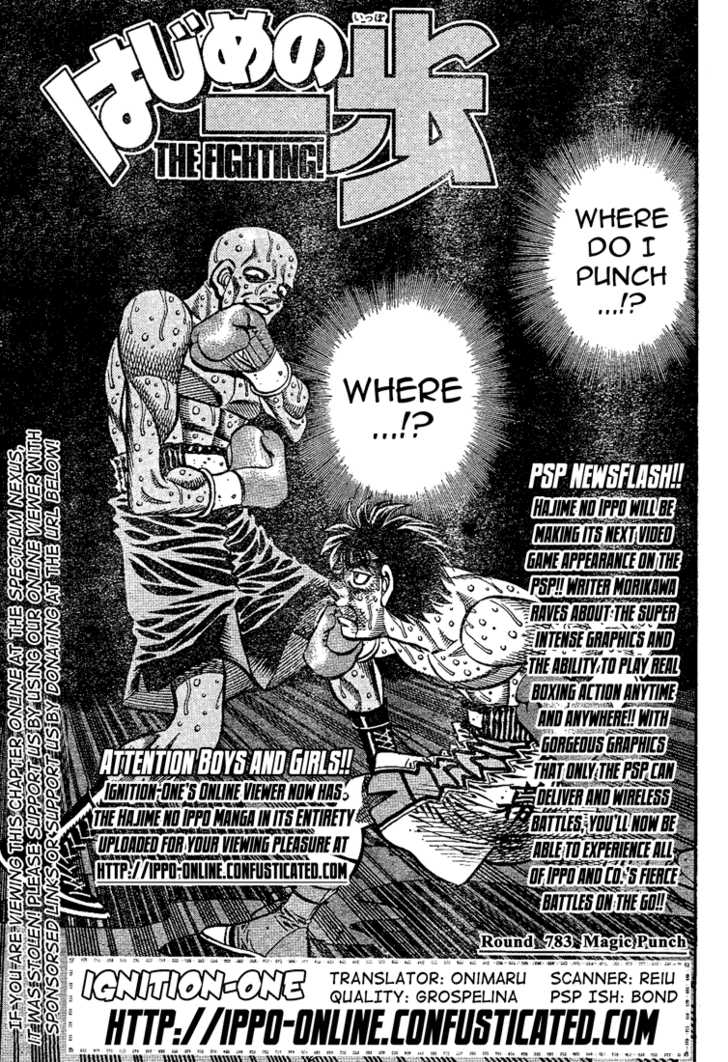 はじめの一歩
いっぽ
THE FIGHTING!
WHERE
DO I
PUNCH
...!?
WHERE
...!?
PSP NEWSFLASH!!
HAJIME NO IPPO WILL BE
MAKING ITS NEXT VIDEO
GAME APPEARANCE ON THE
PSP!! WRITER MORIKAWA
RAVES ABOUT THE SUPER
INTENSE GRAPHICS AND
THE ABILITY TO PLAY REAL
BOXING ACTION ANYTIME
AND ANYWHERE!! WITH
GORGEOUS GRAPHICS
THAT ONLY THE PSP CAN
DELIVER AND WIRELESS
BATTLES, YOU'LL NOW BE
ABLE TO EXPERIENCE ALL
OF IPPO AND CO.'S FIERCE
BATTLES ON THE GO!!
ATTENTION BOYS AND GIRLS!!
IGNITION-ONE'S ONLINE VIEWER NOW HAS
THE HAJIME NO IPPO MANGA IN ITS ENTIRETY
UPLOADED FOR YOUR VIEWING PLEASURE AT
HTTP://IPPO-ONLINE.CONFUSTICATED.COM
IF YOU ARE VIEWING THIS CHAPTER ONLINE AT THE SPECTRUM NEXUS,
IT WAS STOLEN! PLEASE SUPPORT US BY USING OUR ONLINE VIEWER WITH
SPONSORSED LINKS OR SUPPORT US BY DONATING AT THE URL BELOW!
Round 783 Magic Punch
IGNITION-ONE
TRANSLATOR: ONIMARU
SCANNER: REIU
QUALITY: GROSPELINA
PSP ISH: BOND
HTTP://IPPO-ONLINE.CONFUSTICATED.COM